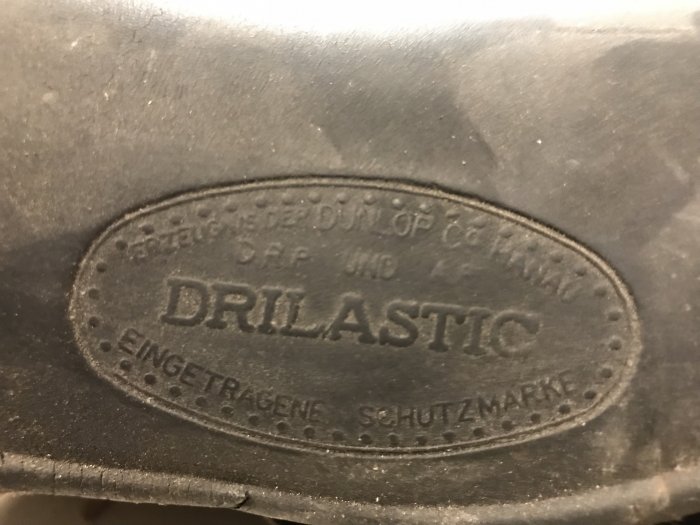 ERZEUGNIS DER DUNLOP Co HANAU
D.R.P. UND A.P.
DRILASTIC
EINGETRAGENE SCHUTZMARKE